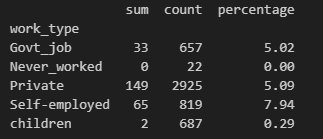 sum count percentage
work_type
Govt_job 33 657 5.02
Never_worked 0 22 0.00
Private 149 2925 5.09
Self-employed 65 819 7.94
children 2 687 0.29